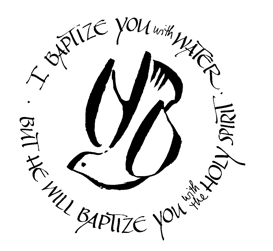 I BAPTIZE YOU with WATER ·
BUT HE WILL BAPTIZE YOU with the HOLY SPIRIT ·